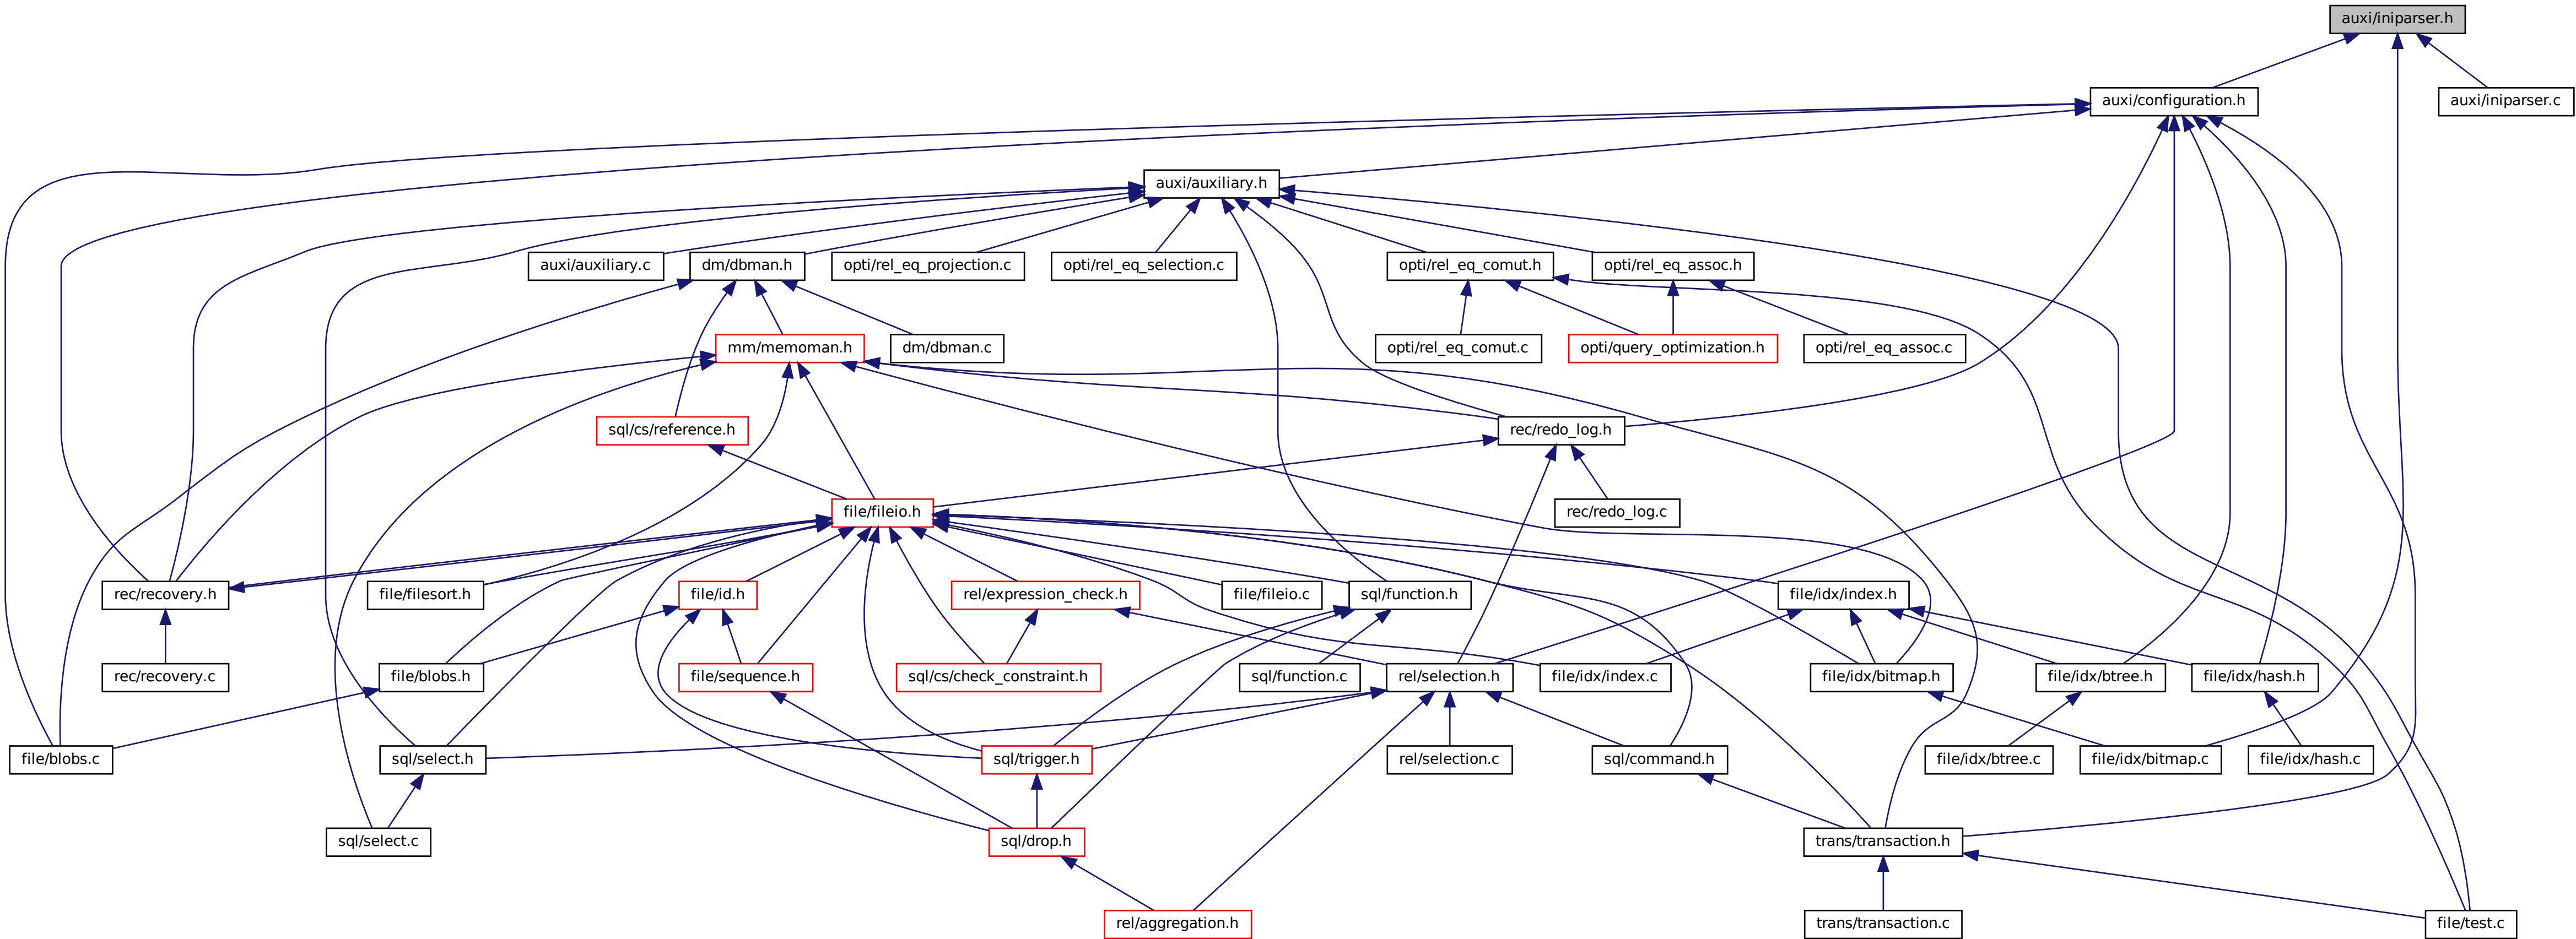 auxi/iniparser.h
auxi/configuration.h
auxi/iniparser.c
auxi/auxiliary.h
auxi/auxiliary.c
dm/dbman.h
opti/rel_eq_projection.c
opti/rel_eq_selection.c
opti/rel_eq_comut.h
opti/rel_eq_assoc.h
mm/memoman.h
dm/dbman.c
opti/rel_eq_comut.c
opti/query_optimization.h
opti/rel_eq_assoc.c
sql/cs/reference.h
rec/redo_log.h
file/fileio.h
rec/redo_log.c
rec/recovery.h
file/filesort.h
file/id.h
rel/expression_check.h
file/fileio.c
sql/function.h
file/idx/index.h
rec/recovery.c
file/blobs.h
file/sequence.h
sql/cs/check_constraint.h
sql/function.c
rel/selection.h
file/idx/index.c
file/idx/bitmap.h
file/idx/btree.h
file/idx/hash.h
file/blobs.c
sql/select.h
sql/trigger.h
rel/selection.c
sql/command.h
file/idx/btree.c
file/idx/bitmap.c
file/idx/hash.c
sql/select.c
sql/drop.h
trans/transaction.h
rel/aggregation.h
trans/transaction.c
file/test.c